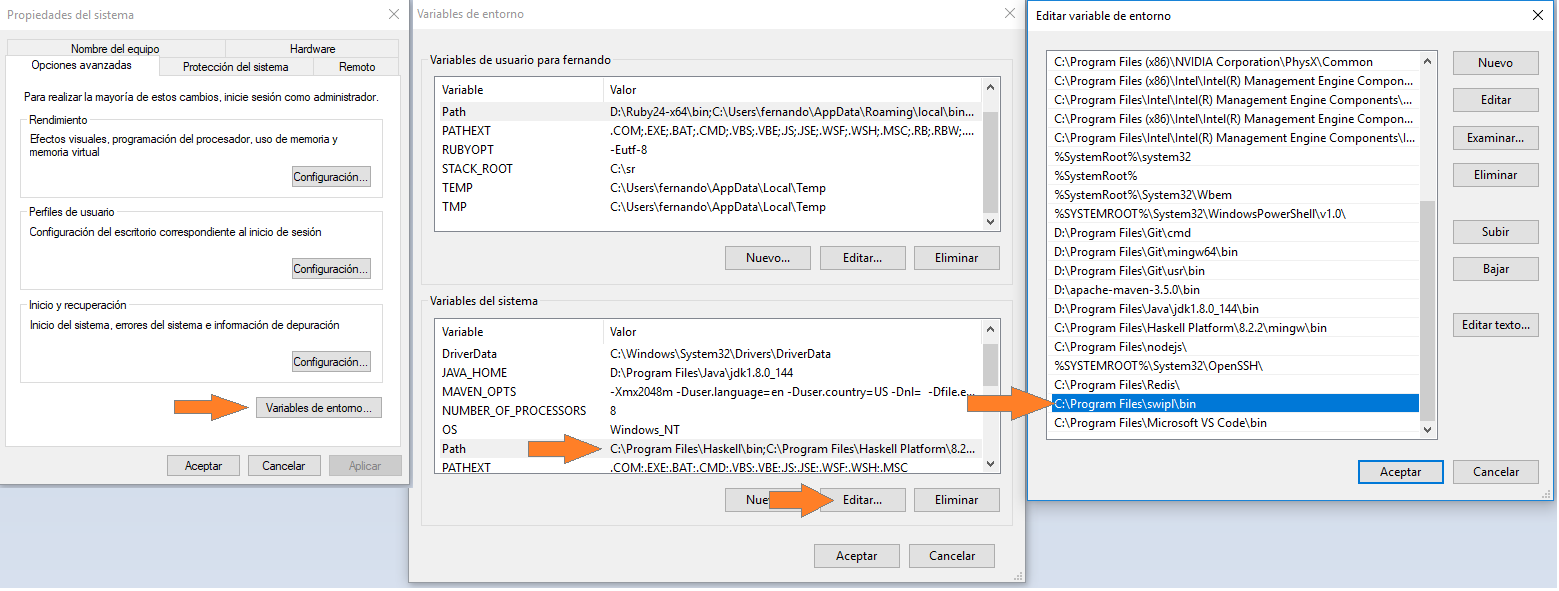 Propiedades del sistema
Nombre del equipo
Hardware
Opciones avanzadas
Protección del sistema
Remoto
Para realizar la mayoría de estos cambios, inicie sesión como administrador.
Rendimiento
Efectos visuales, programación del procesador, uso de memoria y
memoria virtual
Configuración...
Perfiles de usuario
Configuración del escritorio correspondiente al inicio de sesión
Configuración...
Inicio y recuperación
Inicio del sistema, errores del sistema e información de depuración
Configuración...
Variables de entorno...
Aceptar
Cancelar
Aplicar
Variables de entorno
Variables de usuario para fernando
Variable Valor
Path D:\Ruby24-x64\bin;C:\Users\fernando\AppData\Roaming\local\bin...
PATHEXT .COM;.EXE;.BAT;.CMD;.VBS;.VBE;.JS;.JSE;.WSF;.WSH;.MSC;.RB;.RBW;....
RUBYOPT -Eutf-8
STACK_ROOT C:\sr
TEMP C:\Users\fernando\AppData\Local\Temp
TMP C:\Users\fernando\AppData\Local\Temp
Nuevo...
Editar...
Eliminar
Variables del sistema
Variable Valor
DriverData C:\Windows\System32\Drivers\DriverData
JAVA_HOME D:\Program Files\Java\jdk1.8.0_144
MAVEN_OPTS -Xmx2048m -Duser.language=en -Duser.country=US -Dnl= -Dfile.e...
NUMBER_OF_PROCESSORS 8
OS Windows_NT
Path C:\Program Files\Haskell\bin;C:\Program Files\Haskell Platform\8.2...
PATHEXT .COM;.EXE;.BAT;.CMD;.VBS;.VBE;.JS;.JSE;.WSF;.WSH;.MSC
Nue
Editar...
Eliminar
Aceptar
Cancelar
Editar variable de entorno
C:\Program Files (x86)\NVIDIA Corporation\PhysX\Common
C:\Program Files (x86)\Intel\Intel(R) Management Engine Compon...
C:\Program Files\Intel\Intel(R) Management Engine Components\...
C:\Program Files (x86)\Intel\Intel(R) Management Engine Compon...
C:\Program Files\Intel\Intel(R) Management Engine Components\I...
%SystemRoot%\system32
%SystemRoot%
%SystemRoot%\System32\Wbem
%SYSTEMROOT%\System32\WindowsPowerShell\v1.0\
D:\Program Files\Git\cmd
D:\Program Files\Git\mingw64\bin
D:\Program Files\Git\usr\bin
D:\apache-maven-3.5.0\bin
D:\Program Files\Java\jdk1.8.0_144\bin
C:\Program Files\Haskell Platform\8.2.2\mingw\bin
C:\Program Files\nodejs\
%SYSTEMROOT%\System32\OpenSSH\
C:\Program Files\Redis\
C:\Program Files\swipl\bin
C:\Program Files\Microsoft VS Code\bin
Nuevo
Editar
Examinar...
Eliminar
Subir
Bajar
Editar texto...
Aceptar
Cancelar